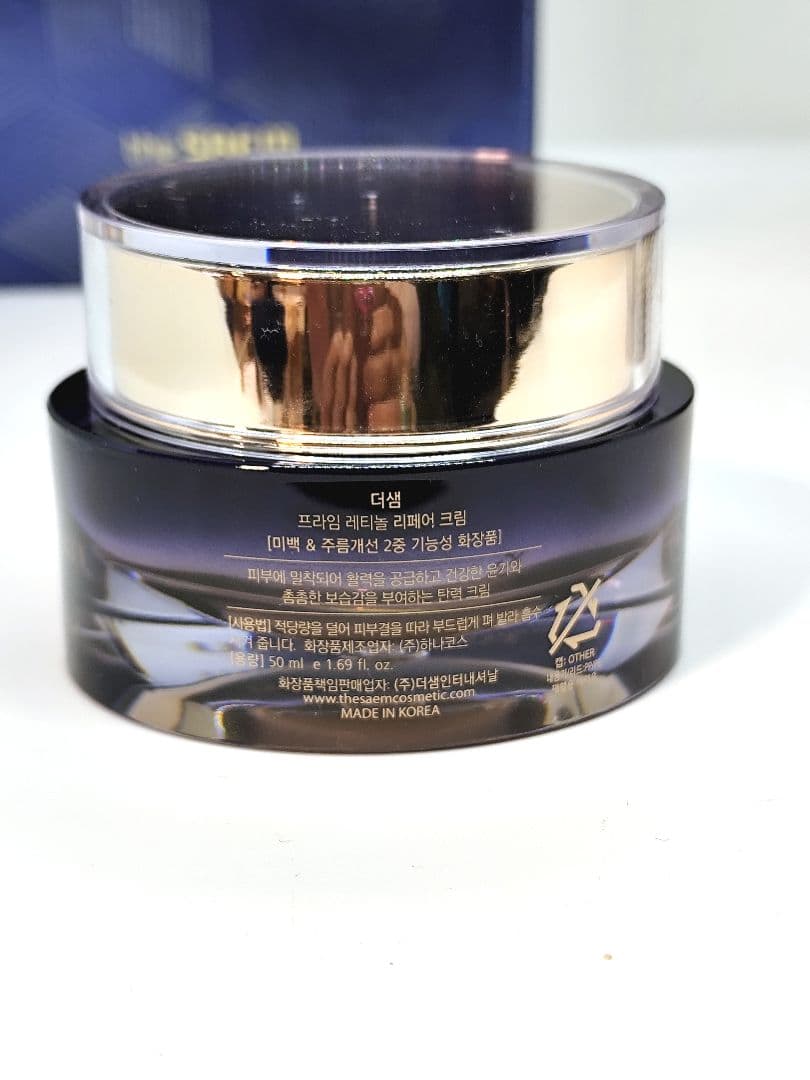 the SAEM
더샘
프라임 레티놀 리페어 크림
[미백 & 주름개선 2중 기능성 화장품]
피부에 밀착되어 활력을 공급하고 건강한 윤기와
촘촘한 보습감을 부여하는 탄력 크림
[사용법] 적당량을 덜어 피부결을 따라 부드럽게 펴 발라 흡수
시켜 줍니다. 화장품제조업자: (주)하나코스
[용량] 50 ml e 1.69 fl. oz.
화장품책임판매업자: (주)더샘인터내셔날
www.thesaemcosmetic.com
MADE IN KOREA
캡: OTHER